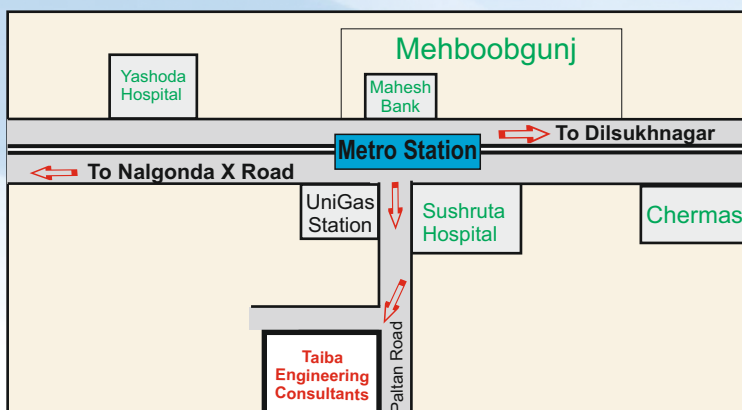 Mehboobgunj
Yashoda
Hospital
Mahesh
Bank
To Dilsukhnagar
Metro Station
To Nalgonda X Road
UniGas
Station
Sushruta
Hospital
Chermas
Taiba
Engineering
Consultants
Paltan Road